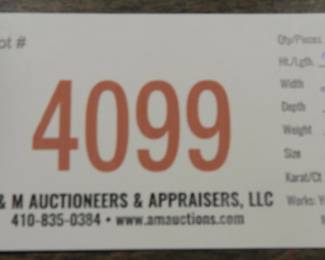 ot #
4099
& M AUCTIONEERS & APPRAISERS, LLC
410-835-0384 • www.amauctions.com
Qty/Pieces
Ht./Lgth.
Width
Depth
Weight
Size
Karat/Ct
Works: